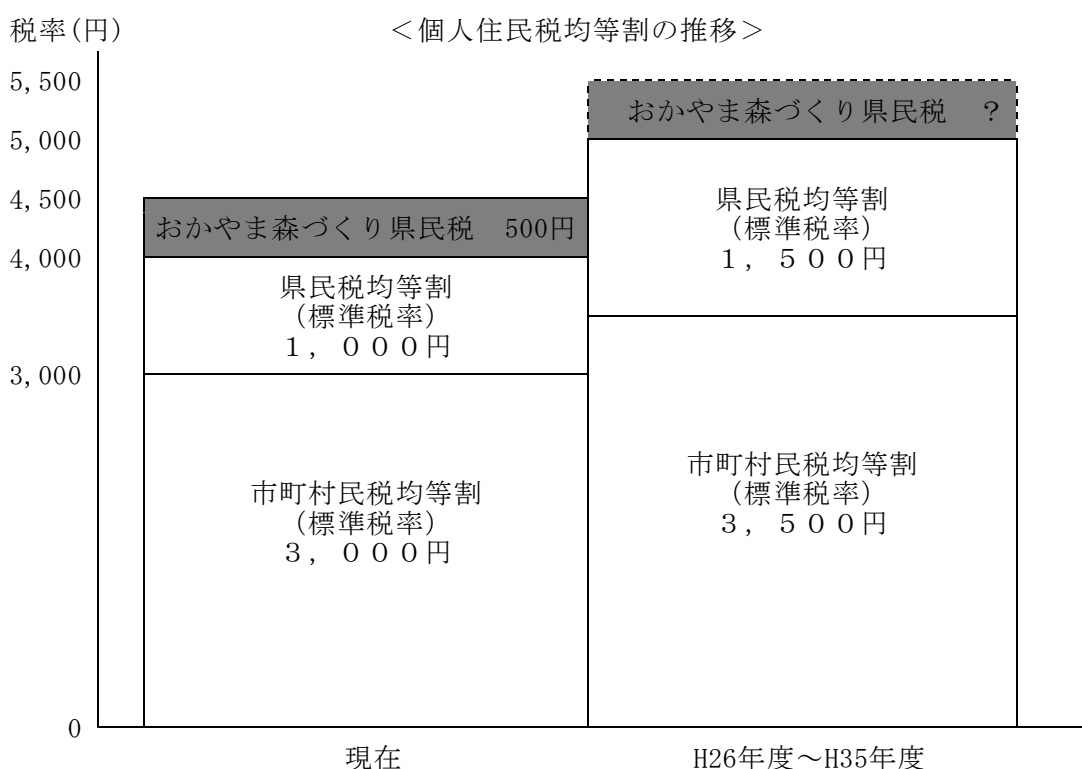 税率(円)
＜個人住民税均等割の推移＞
5,500
5,000
4,500
4,000
3,000
0
おかやま森づくり県民税　500円
県民税均等割
(標準税率)
１，０００円
市町村民税均等割
(標準税率)
３，０００円
おかやま森づくり県民税　？
県民税均等割
(標準税率)
１，５００円
市町村民税均等割
(標準税率)
３，５００円
現在
H26年度～H35年度